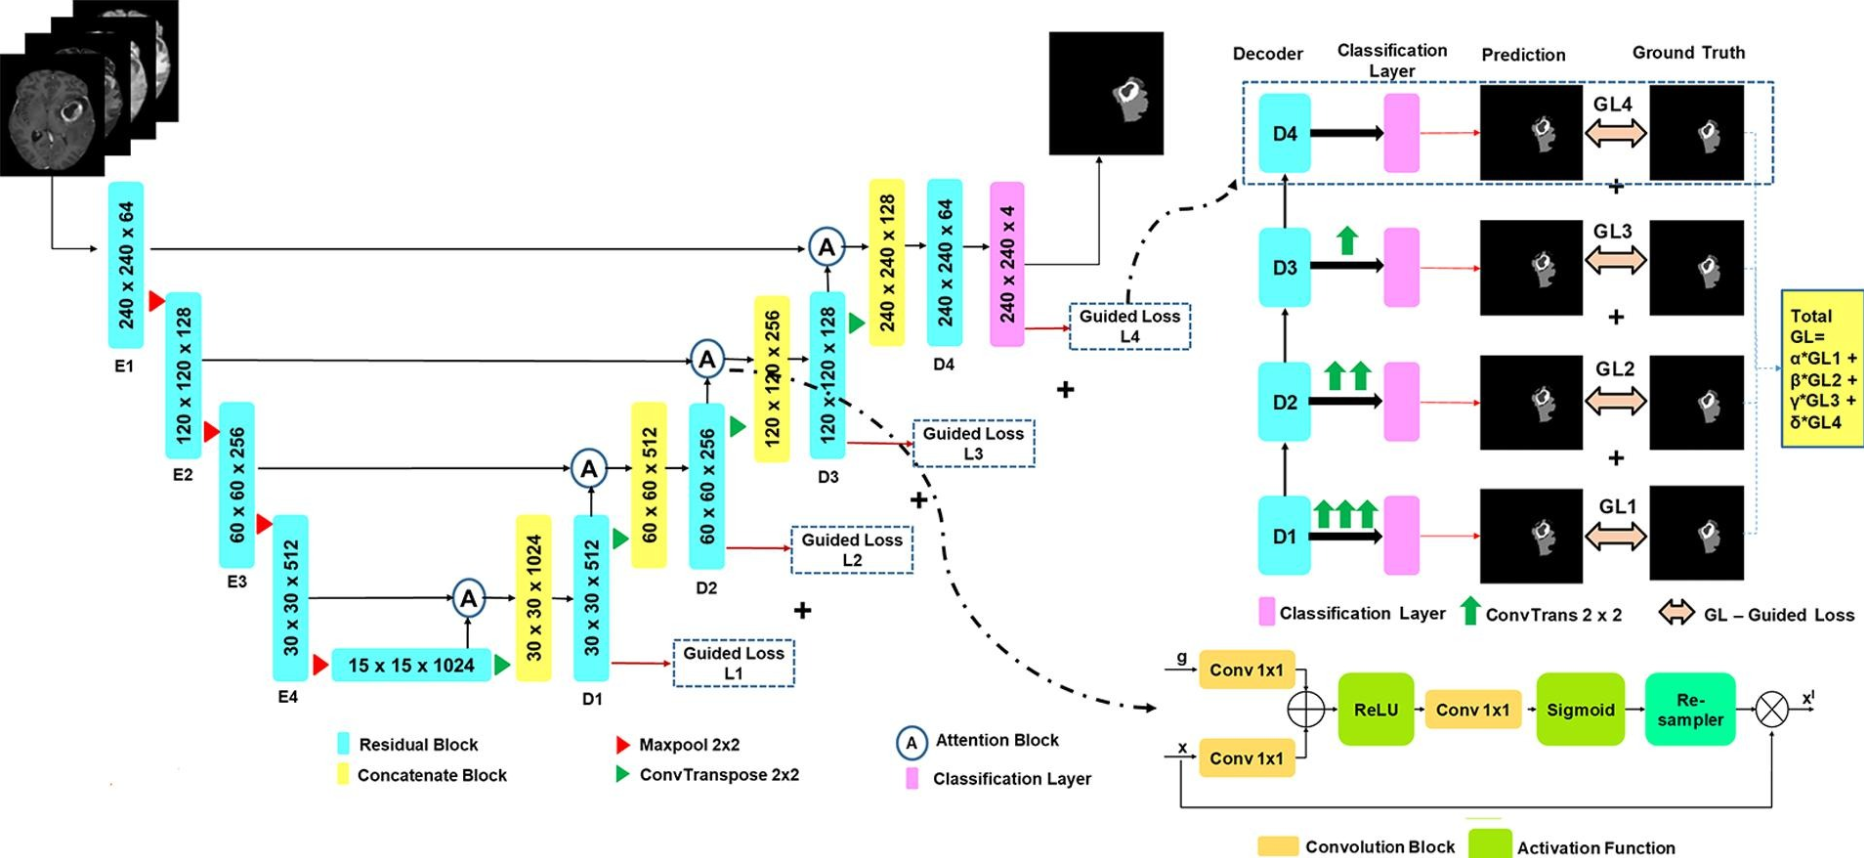 240 x 240 x 64
E1
120 x 120 x 128
E2
60 x 60 x 256
E3
30 x 30 x 512
E4
15 x 15 x 1024
A
30 x 30 x 1024
30 x 30 x 512
D1
Guided Loss
L1
+
A
60 x 60 x 512
60 x 60 x 256
D2
Guided Loss
L2
+
A
120 x 120 x 256
120 x 120 x 128
D3
Guided Loss
L3
+
A
240 x 240 x 128
240 x 240 x 64
D4
240 x 240 x 4
Guided Loss
L4
Residual Block
Concatenate Block
Maxpool 2x2
ConvTranspose 2x2
A
Attention Block
Classification Layer
Decoder
Classification
Layer
Prediction
Ground Truth
D4
GL4
+
D3
GL3
+
D2
GL2
+
D1
GL1
Total
GL=
α*GL1 +
β*GL2 +
γ*GL3 +
δ*GL4
Classification Layer
ConvTrans 2 x 2
GL – Guided Loss
g
Conv 1x1
x
Conv 1x1
ReLU
Conv 1x1
Sigmoid
Re-
sampler
xˡ
Convolution Block
Activation Function